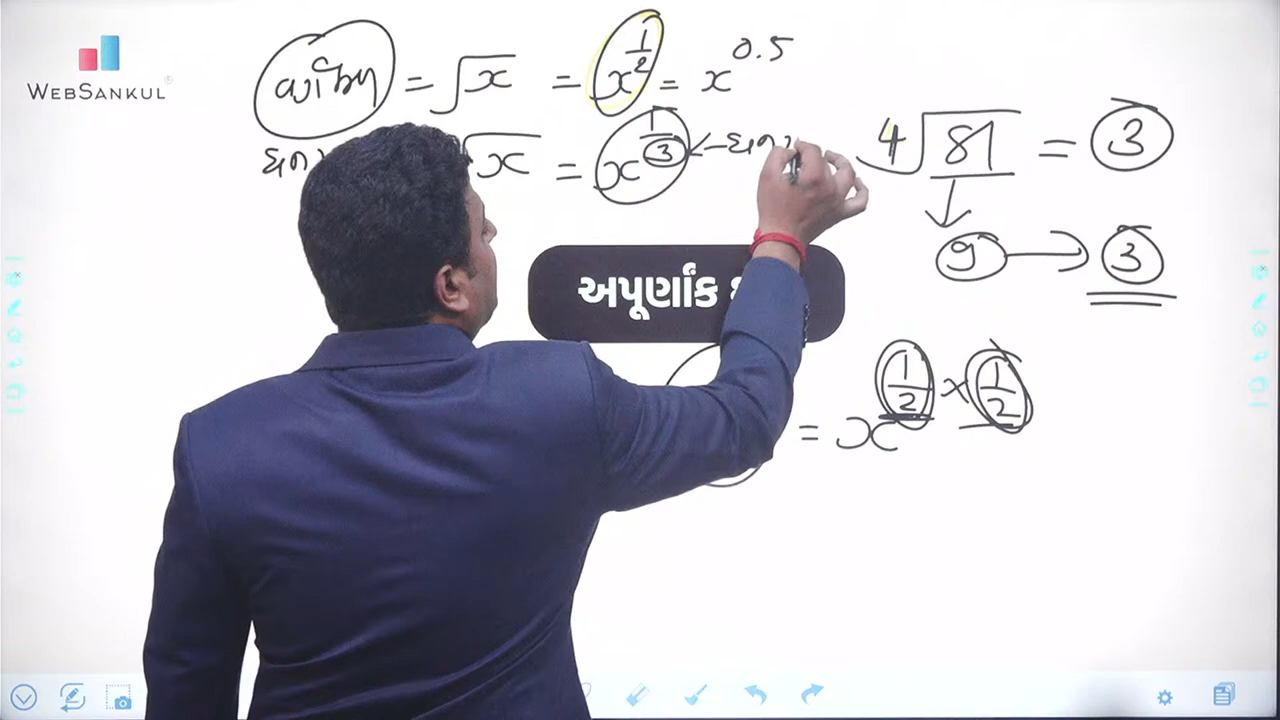 WEBSANKUL
વર્ગમૂળ = √x = x^1/2 = x^0.5
√x = x^1/3
4√81 = 3
9 → 3
અપૂર્ણાંક
= x^1/2 × 1/2